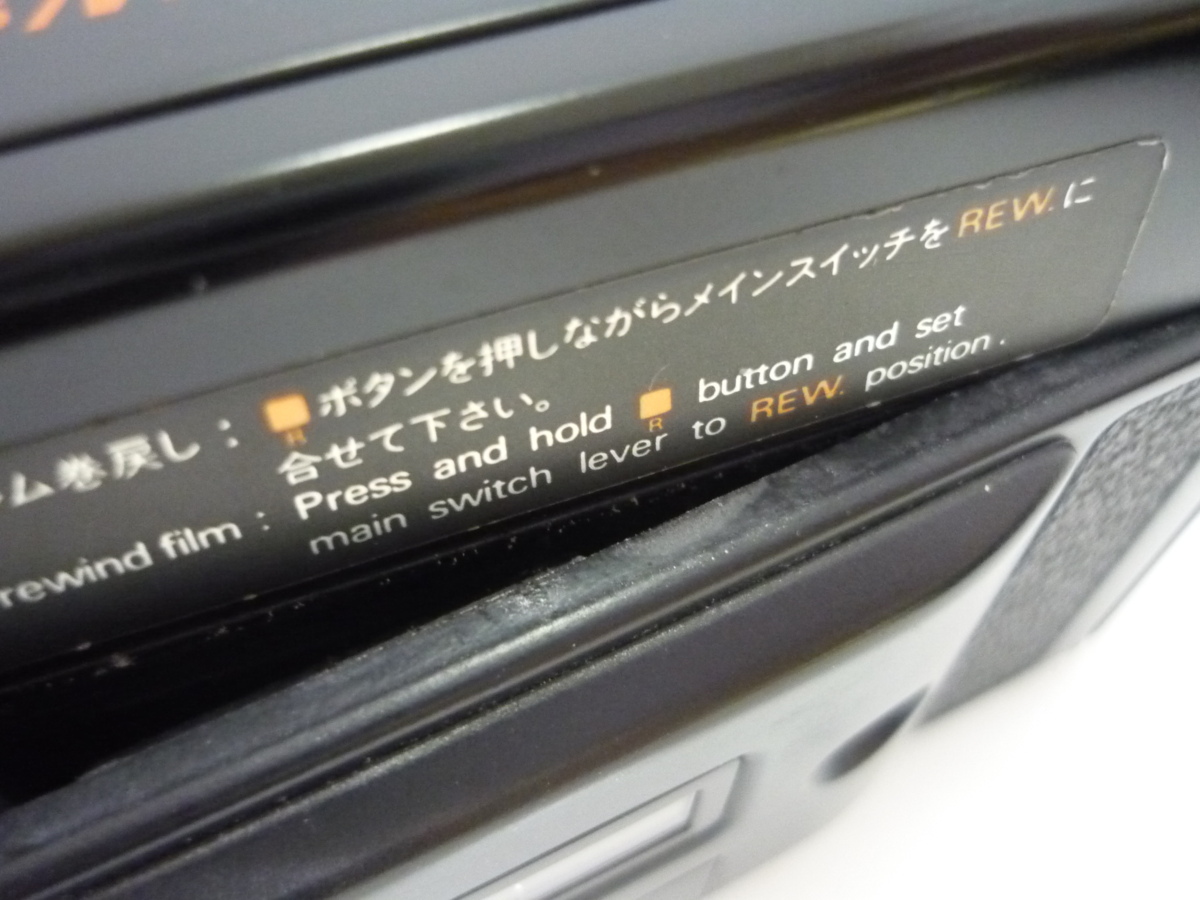 ム巻戻し : ■ボタンを押しながらメインスイッチをREW.に
R
合せて下さい。
rewind film : Press and hold ■ button and set
R
main switch lever to REW. position.